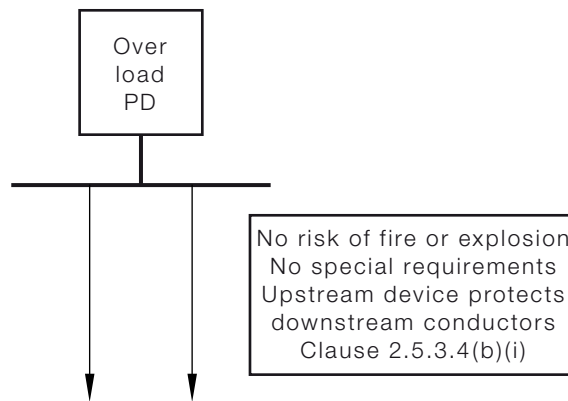 Over
load
PD
No risk of fire or explosion
No special requirements
Upstream device protects
downstream conductors
Clause 2.5.3.4(b)(i)